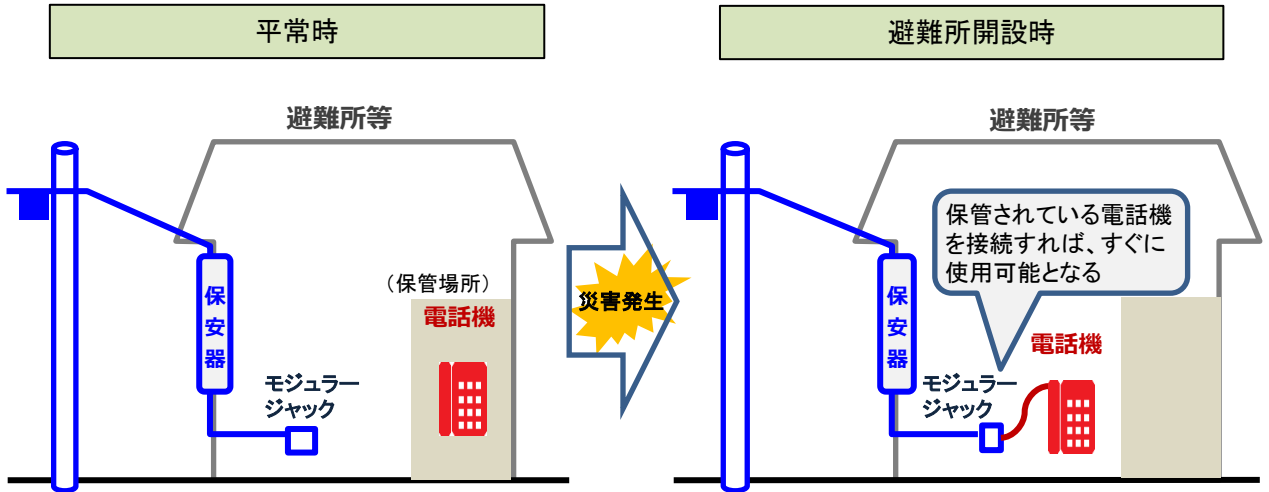 平常時
避難所等
保安器
モジュラー
ジャック
（保管場所）
電話機
災害発生
避難所開設時
避難所等
保管されている電話機
を接続すれば、すぐに
使用可能となる
保安器
モジュラー
ジャック
電話機